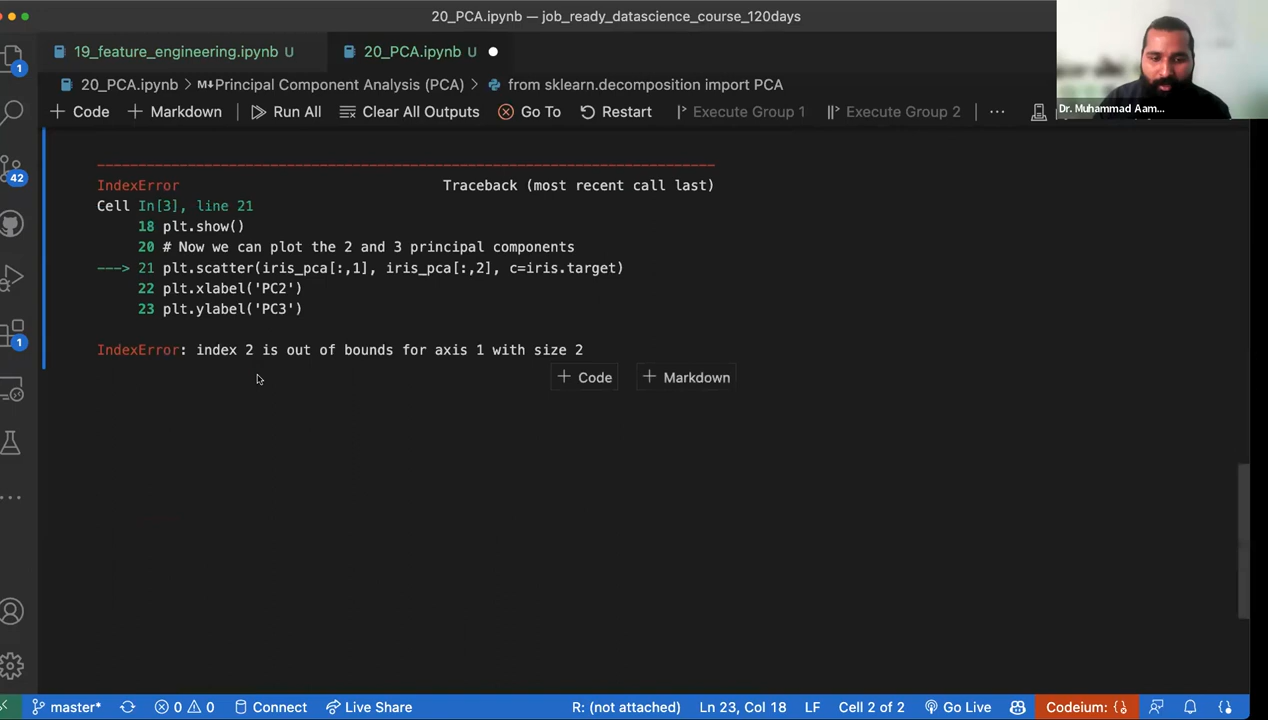 20_PCA.ipynb — job_ready_datascience_course_120days
19_feature_engineering.ipynb U
20_PCA.ipynb U
20_PCA.ipynb > M↓Principal Component Analysis (PCA) > from sklearn.decomposition import PCA
+ Code + Markdown Run All Clear All Outputs Go To Restart Execute Group 1 Execute Group 2 ...
Dr. Muhammad Aam...
1
42
1
IndexError Traceback (most recent call last)
Cell In[3], line 21
18 plt.show()
20 # Now we can plot the 2 and 3 principal components
---> 21 plt.scatter(iris_pca[:,1], iris_pca[:,2], c=iris.target)
22 plt.xlabel('PC2')
23 plt.ylabel('PC3')
IndexError: index 2 is out of bounds for axis 1 with size 2
+ Code + Markdown
master* 0 0 Connect Live Share R: (not attached) Ln 23, Col 18 LF Cell 2 of 2 Go Live Codeium: {}